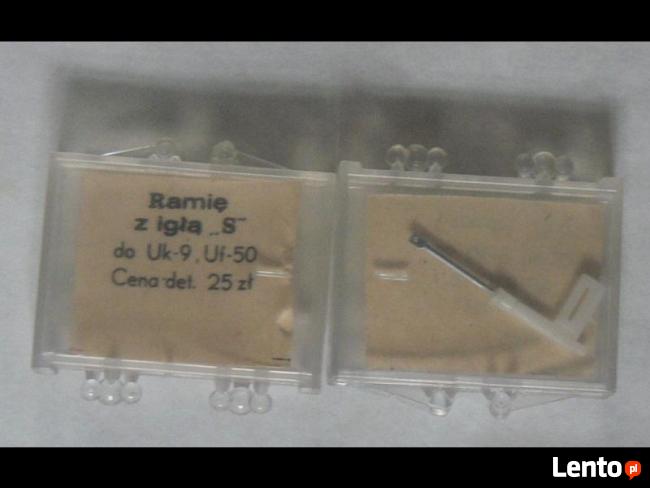 Ramię
z igłą „S”
do Uk-9, Uf-50
Cena det. 25 zł
Lento pl